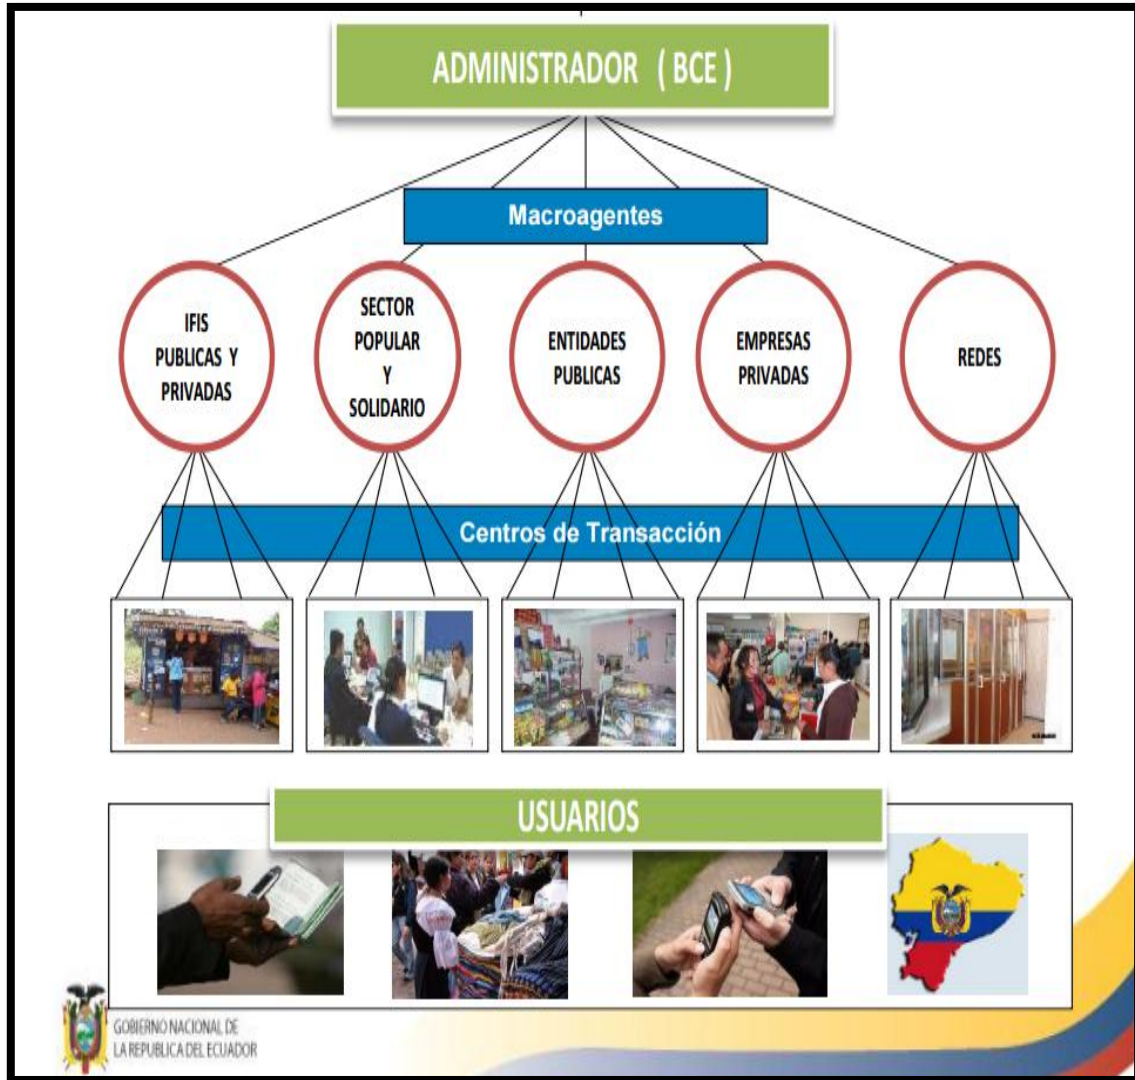 ADMINISTRADOR ( BCE )
Macroagentes
IFIS
PUBLICAS Y
PRIVADAS
SECTOR
POPULAR
Y
SOLIDARIO
ENTIDADES
PUBLICAS
EMPRESAS
PRIVADAS
REDES
Centros de Transacción
USUARIOS
GOBIERNO NACIONAL DE
LA REPUBLICA DEL ECUADOR